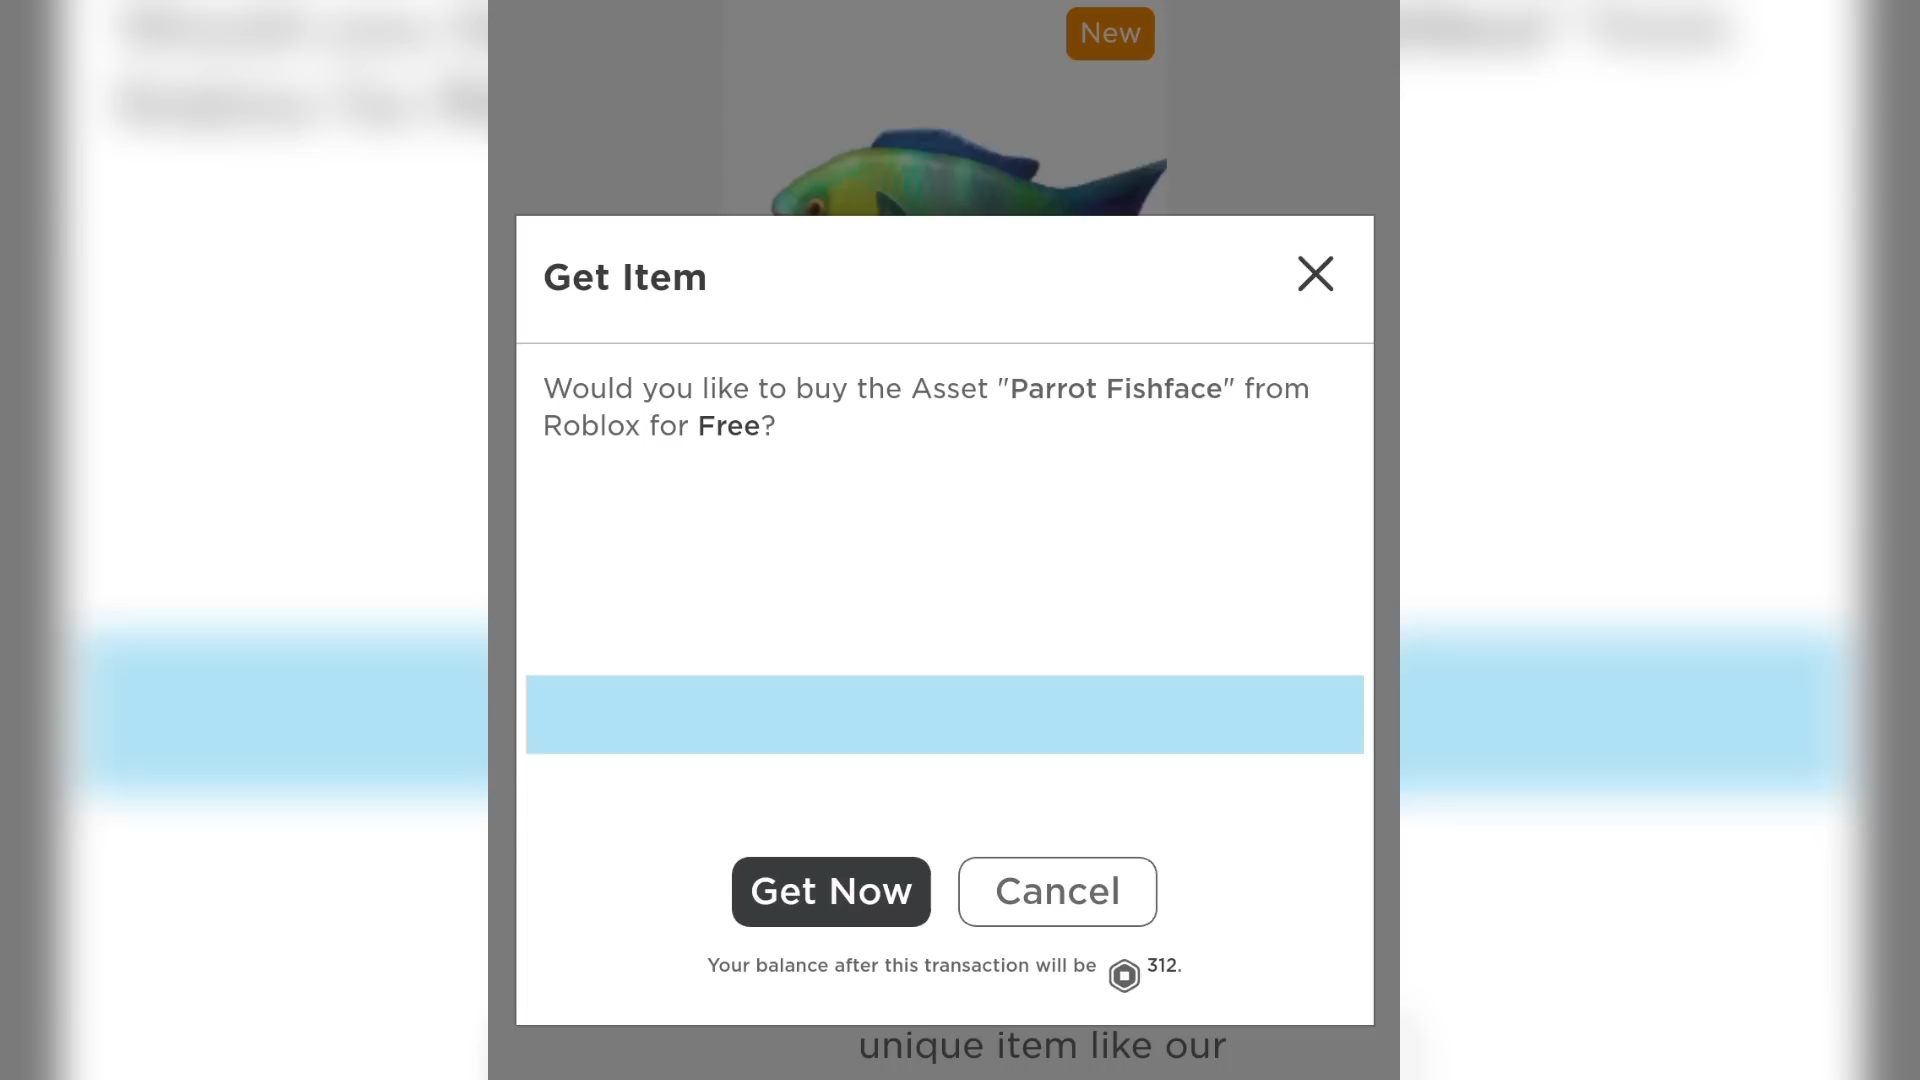 New
Get Item
Would you like to buy the Asset "Parrot Fishface" from
Roblox for Free?
Get Now
Cancel
Your balance after this transaction will be 312.
unique item like our